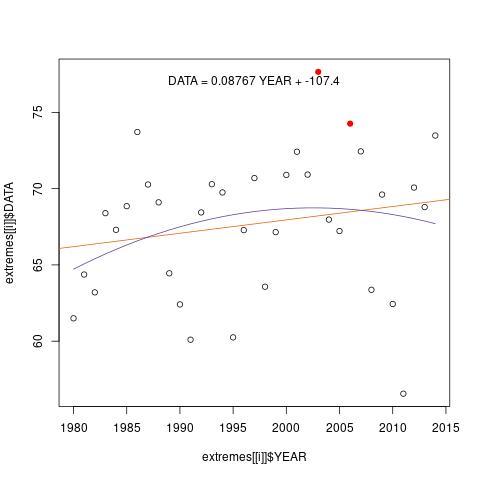 DATA = 0.08767 YEAR + -107.4
75
70
65
60
extremes[[i]]$DATA
1980 1985 1990 1995 2000 2005 2010 2015
extremes[[i]]$YEAR